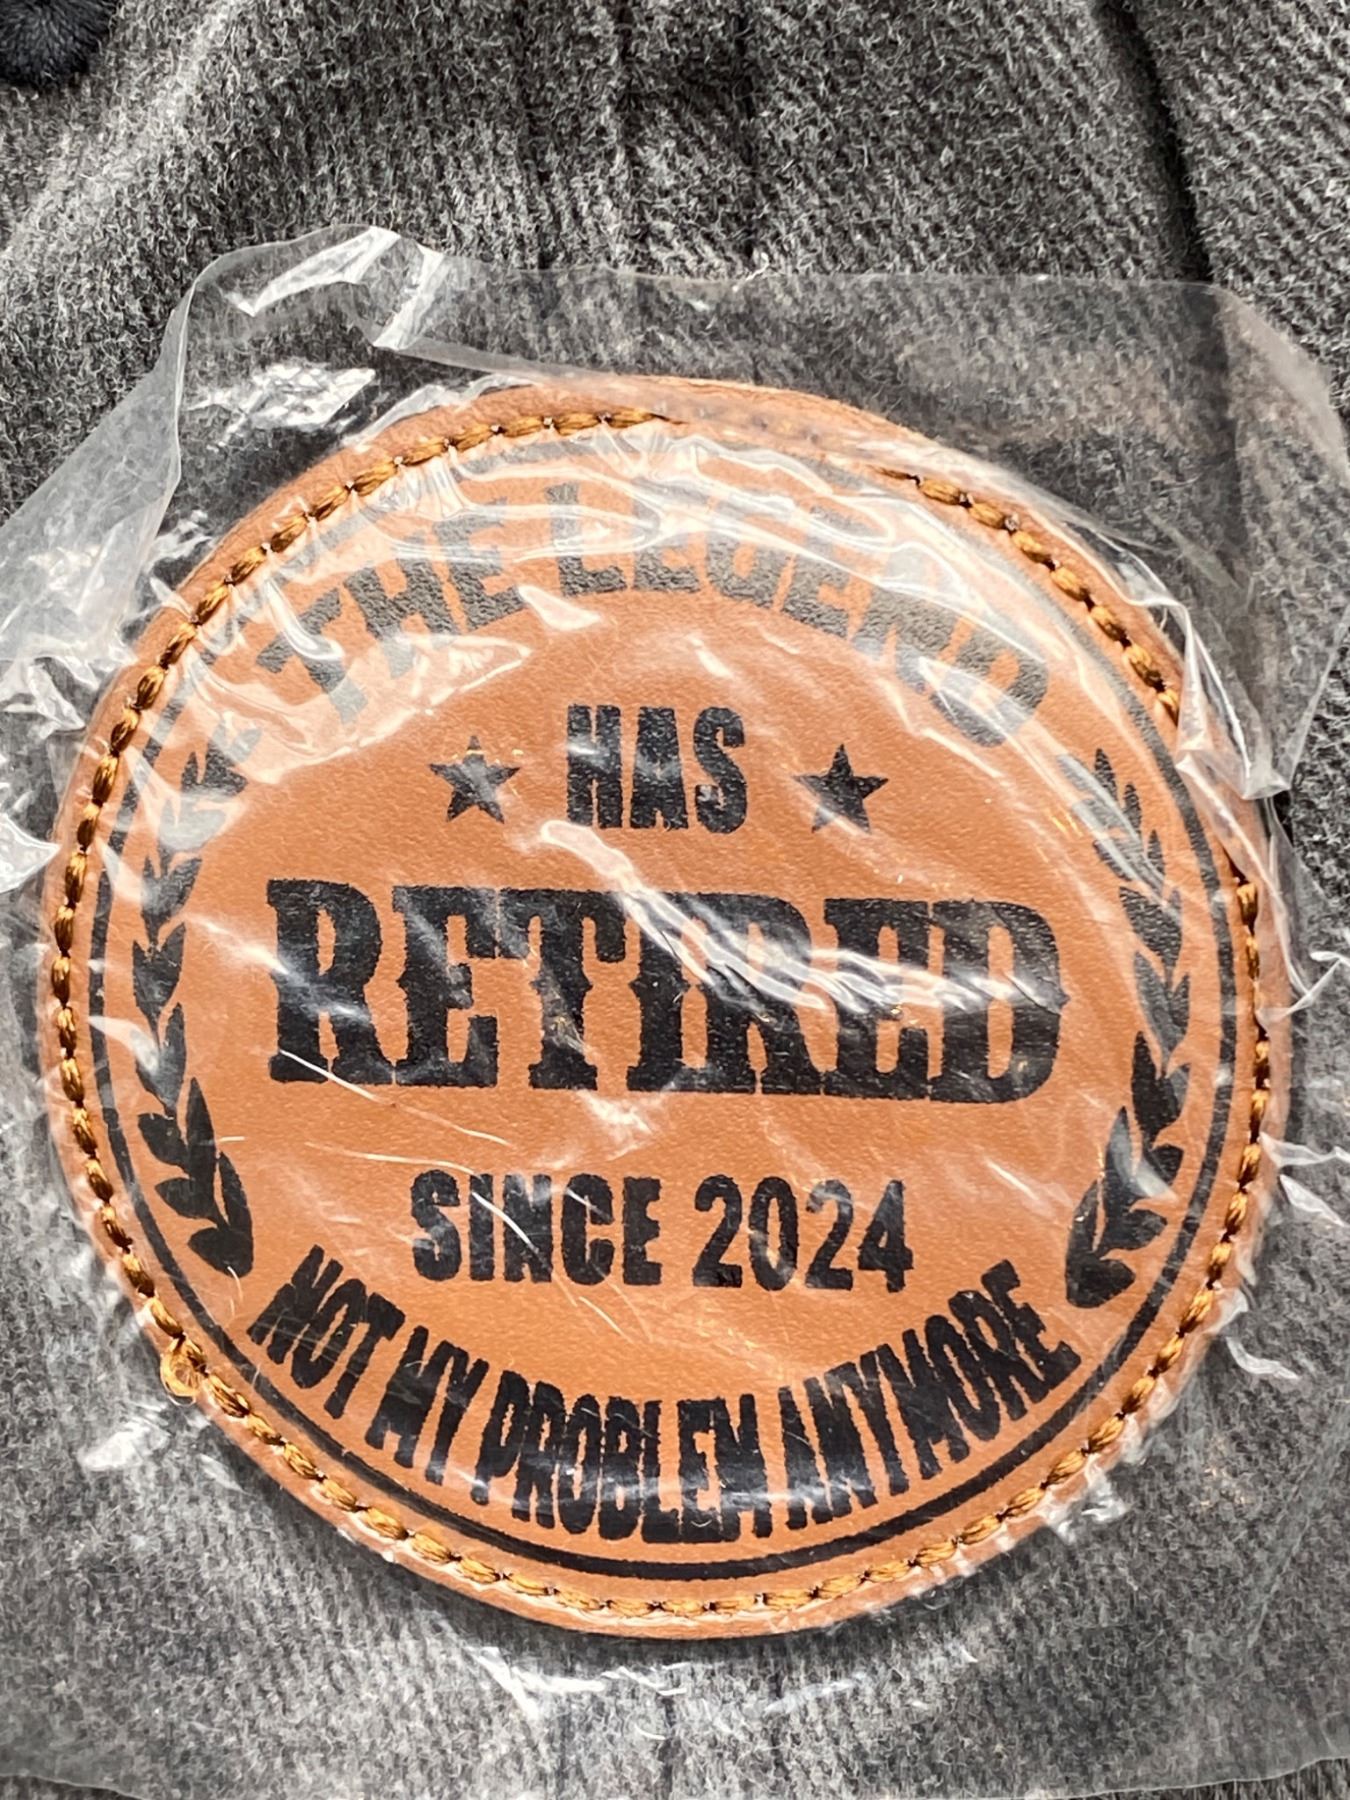 THE LEGEND
HAS
RETIRED
SINCE 2024
NOT MY PROBLEM ANYMORE